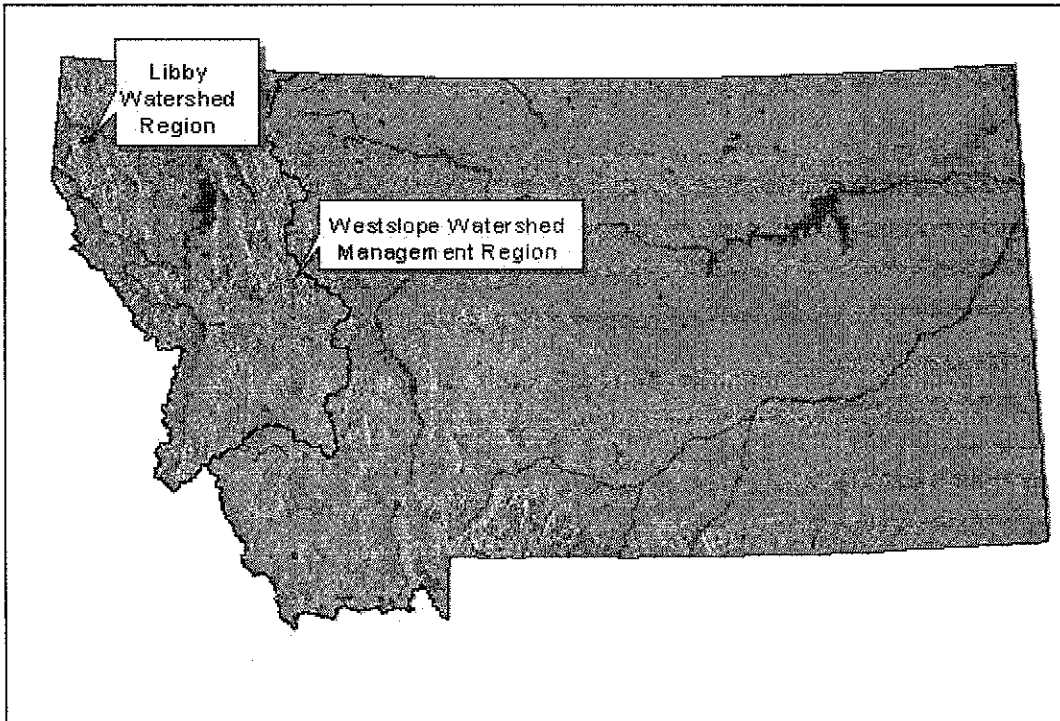 Libby
Watershed
Region
Westslope Watershed
Management Region